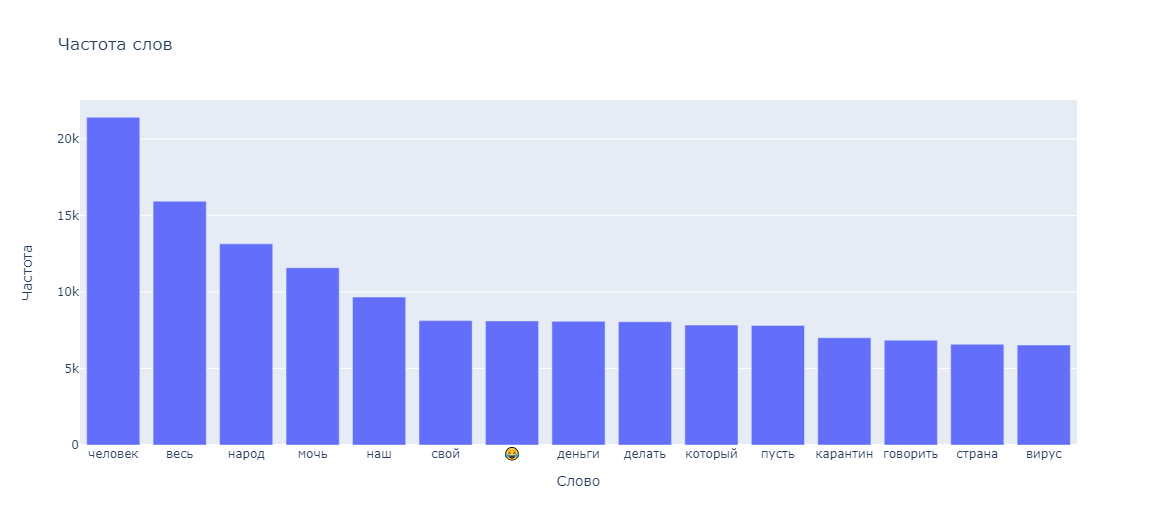 Частота слов
Частота
20k
15k
10k
5k
0
человек весь народ мочь наш свой 😂 деньги делать который пусть карантин говорить страна вирус
Слово